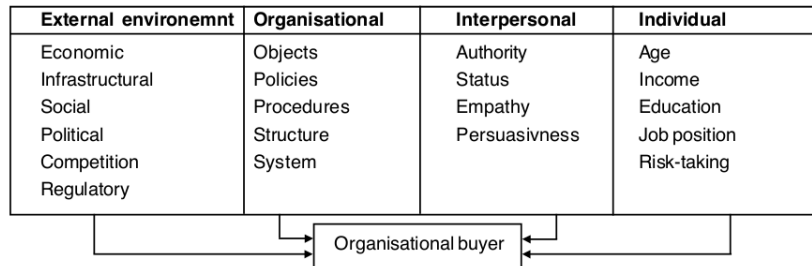 External environemnt
Economic
Infrastructural
Social
Political
Competition
Regulatory
Organisational
Objects
Policies
Procedures
Structure
System
Interpersonal
Authority
Status
Empathy
Persuasivness
Individual
Age
Income
Education
Job position
Risk-taking
Organisational buyer